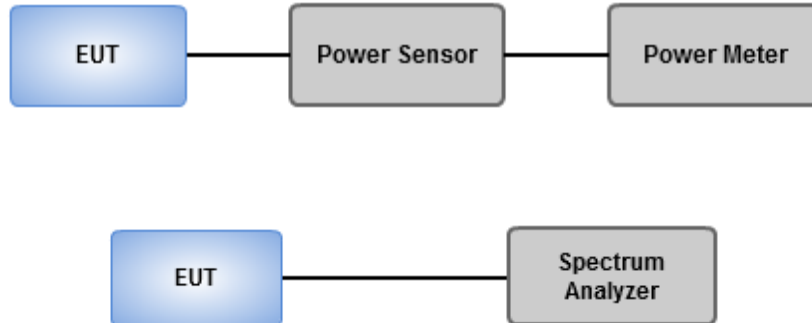 EUT
Power Sensor
Power Meter
EUT
Spectrum
Analyzer